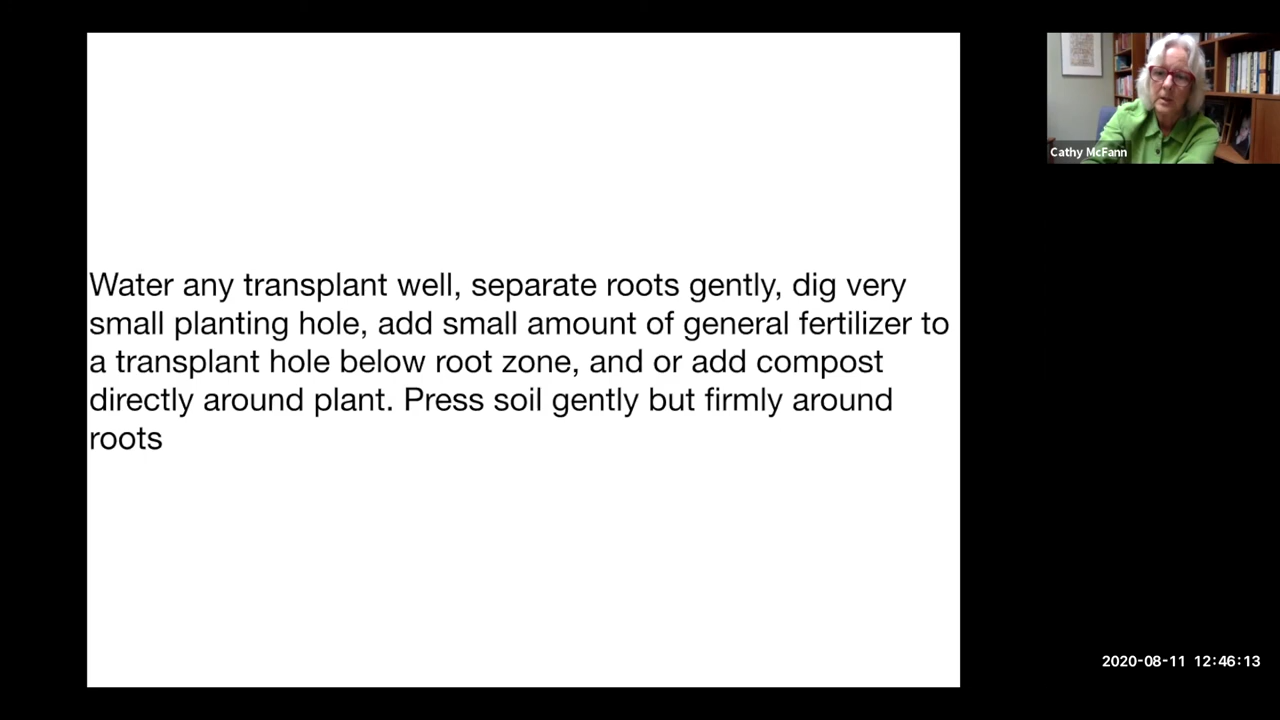 Water any transplant well, separate roots gently, dig very
small planting hole, add small amount of general fertilizer to
a transplant hole below root zone, and or add compost
directly around plant. Press soil gently but firmly around
roots
Cathy McFann
2020-08-11 12:46:13